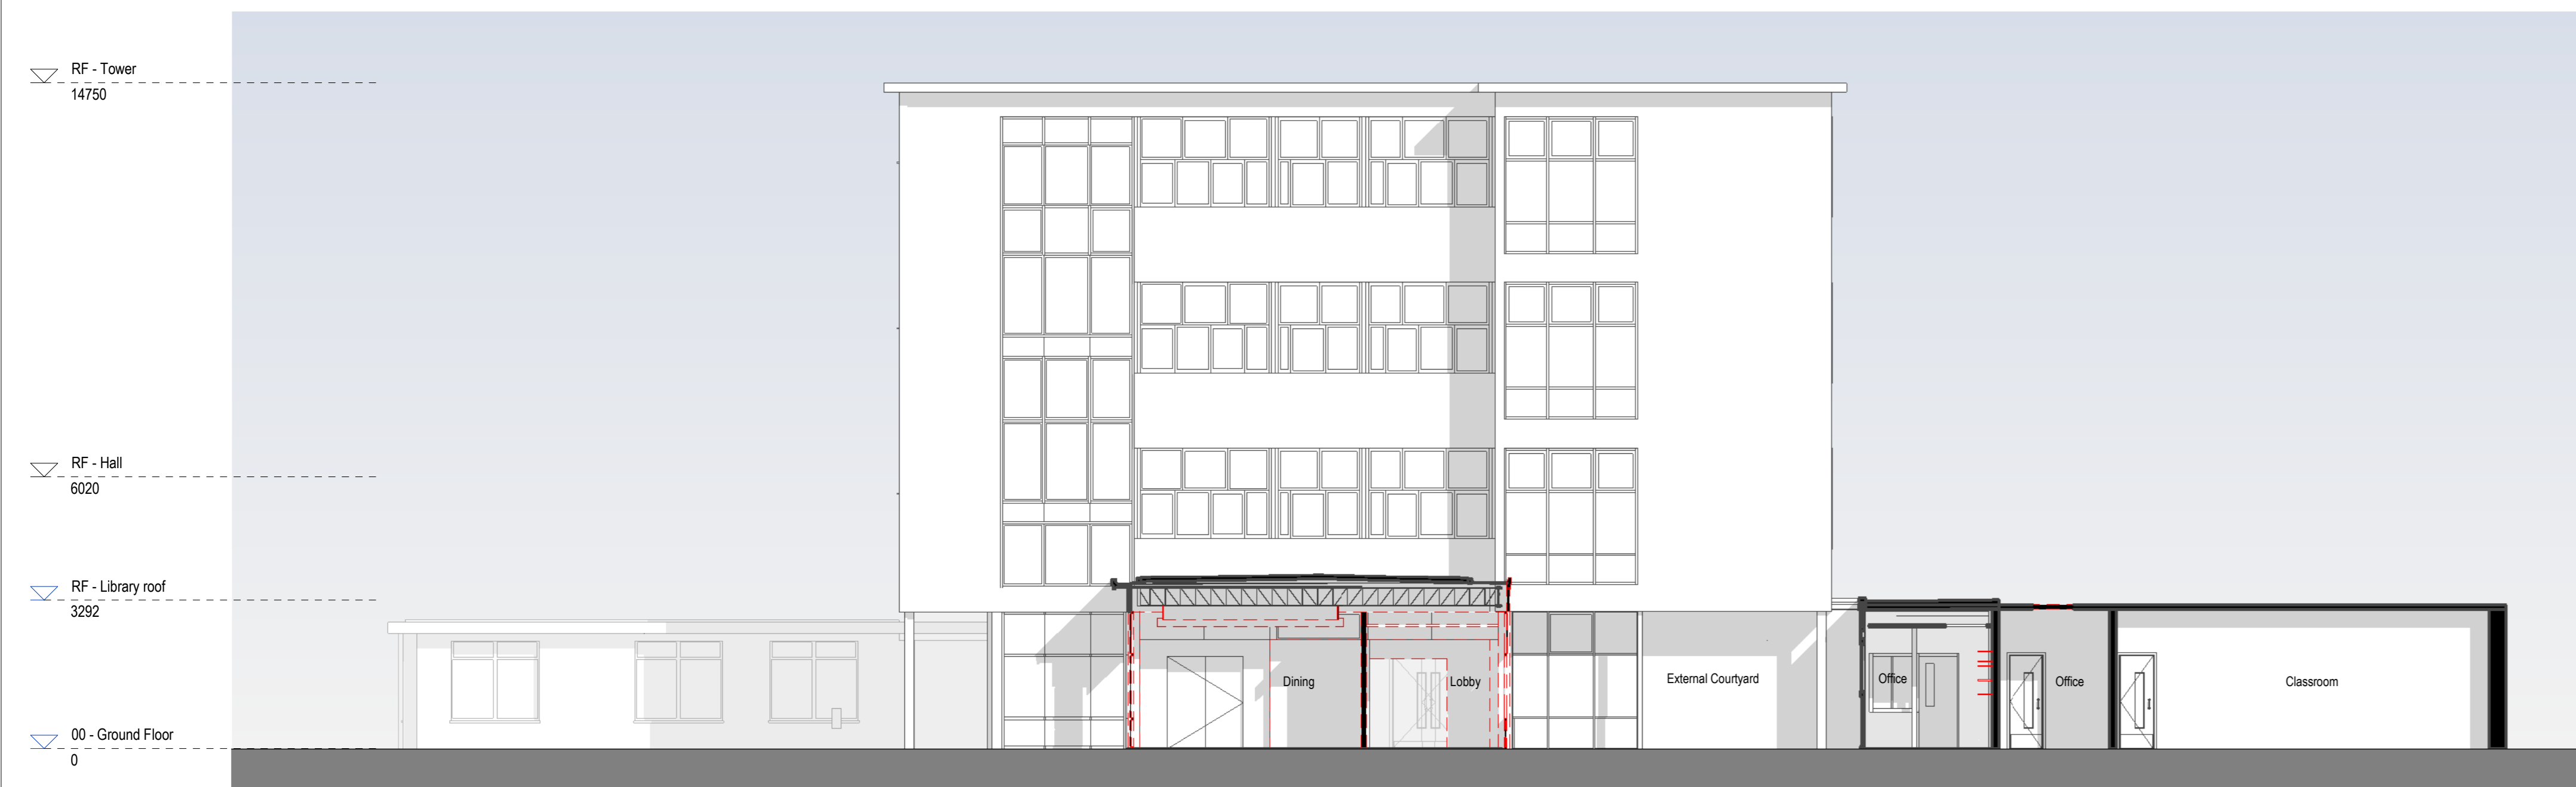 RF - Tower
14750
RF - Hall
6020
RF - Library roof
3292
Dining
Lobby
External Courtyard
Office
Office
Classroom
00 - Ground Floor
0